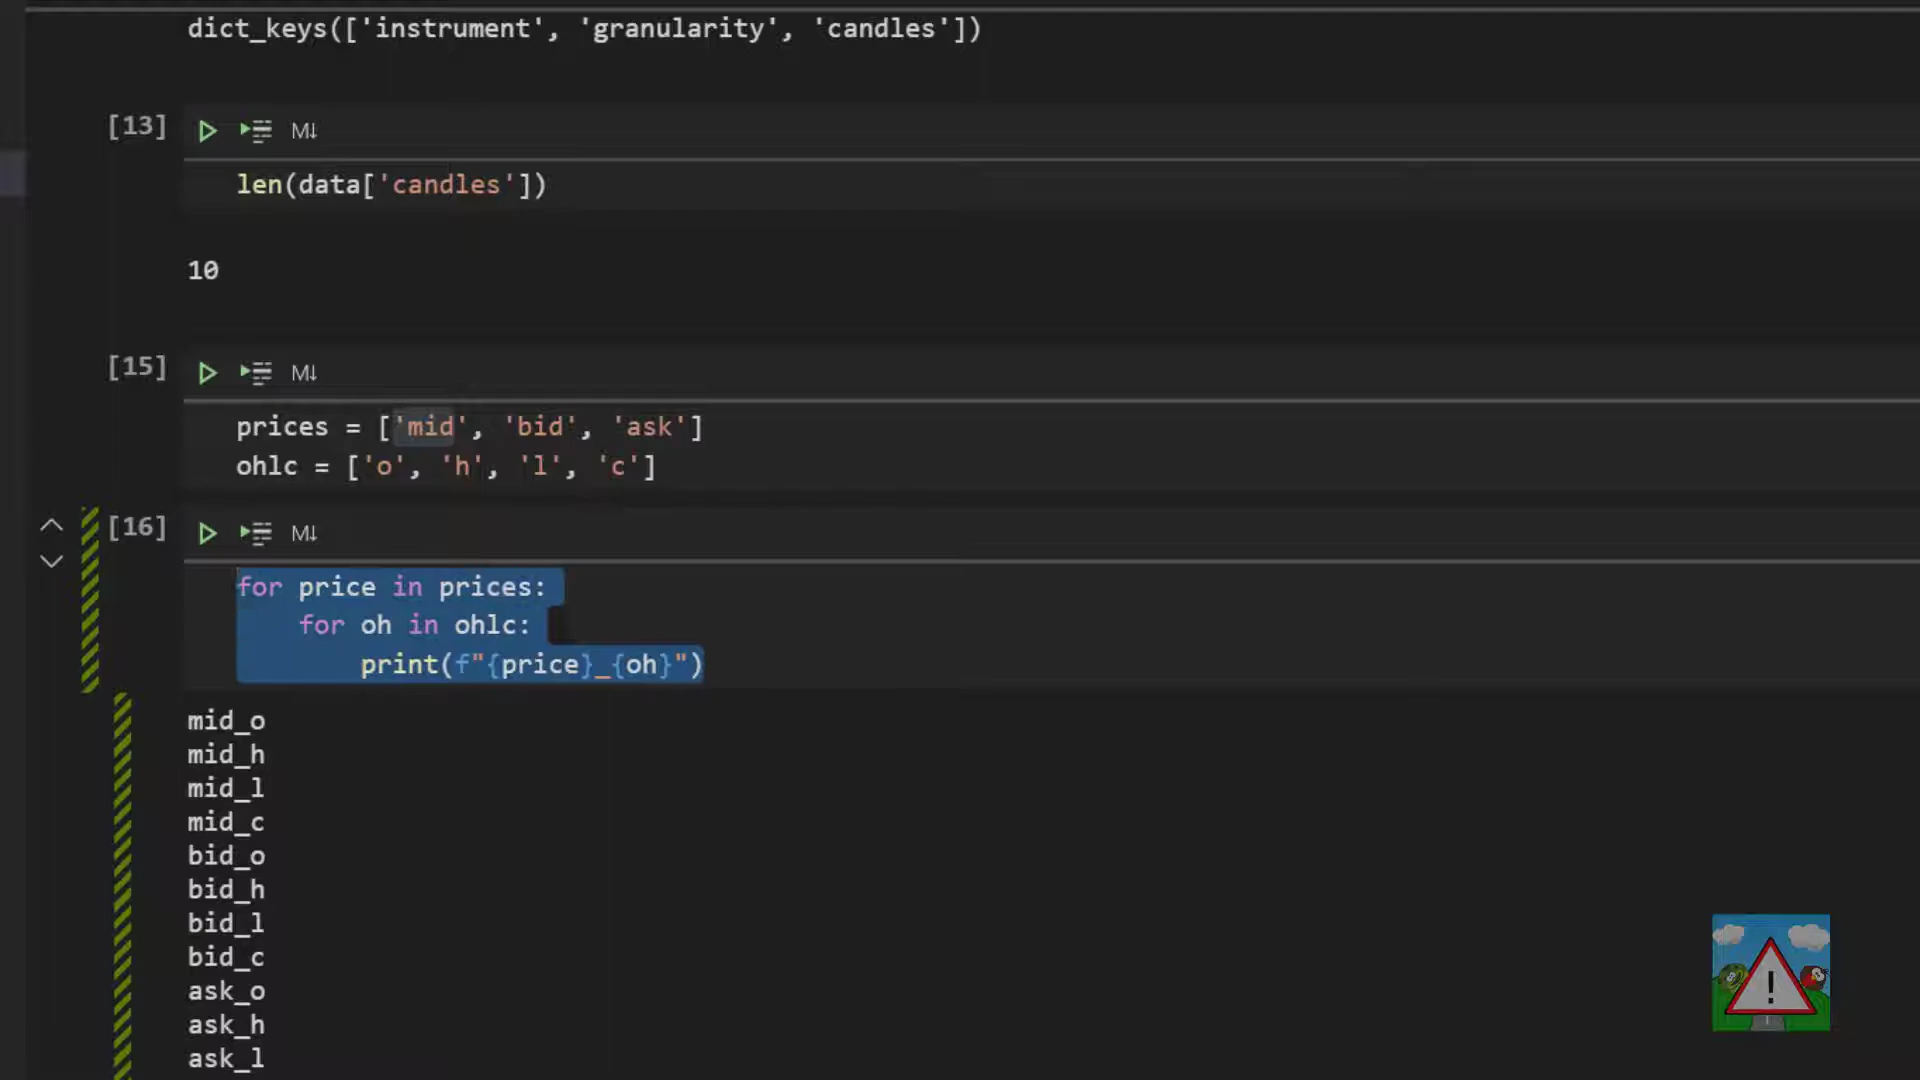 dict_keys(['instrument', 'granularity', 'candles'])
[13]
M↓
len(data['candles'])
10
[15]
M↓
prices = ['mid', 'bid', 'ask']
ohlc = ['o', 'h', 'l', 'c']
[16]
M↓
for price in prices:
    for oh in ohlc:
        print(f"{price}_{oh}")
mid_o
mid_h
mid_l
mid_c
bid_o
bid_h
bid_l
bid_c
ask_o
ask_h
ask_l
!